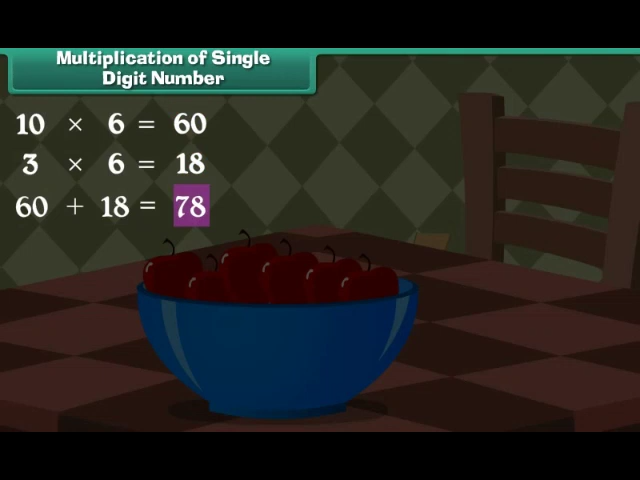 Multiplication of Single
Digit Number
10 × 6 = 60
3 × 6 = 18
60 + 18 = 78